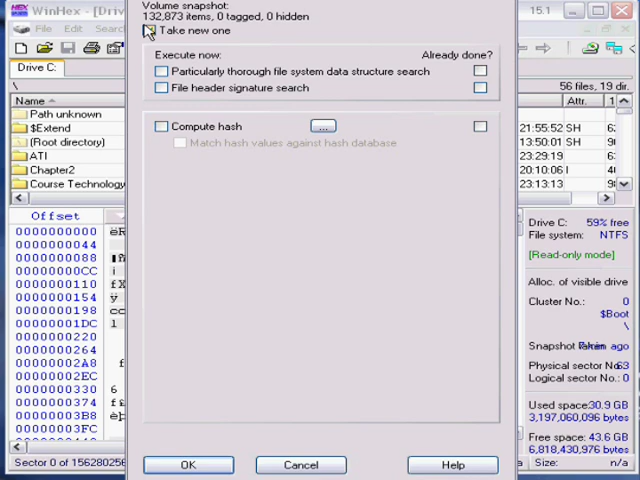 WinHex - [Driv
15.1
File Edit Search
Drive C:
\
56 files, 19 dir.
Name
Attr.
1
Path unknown
$Extend
21:55:52 SH
(Root directory)
13:50:01 SH
ATI
23:29:19
Chapter2
20:10:06 I
Course Technology
23:13:13
Volume snapshot:
132,873 items, 0 tagged, 0 hidden
Take new one
Execute now:
Already done?
Particularly thorough file system data structure search
File header signature search
Compute hash
...
Match hash values against hash database
OK
Cancel
Help
Offset
0000000000
0000000044
0000000088
00000000CC
0000000110
0000000154
0000000198
00000001DC
0000000220
0000000264
00000002A8
00000002EC
0000000330
0000000374
00000003B8
00000003FC
Drive C: 59% free
File system: NTFS
[Read-only mode]
Alloc. of visible drive
Cluster No.: 0
$Boot
\
Snapshot ago
Physical sector No. 63
Logical sector No.: 0
Used space: 30.9 GB
3,197,060,096 bytes
Free space: 43.6 GB
6,818,430,976 bytes
Sector 0 of 156280256
Size: n/a